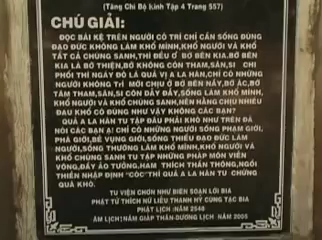 (Tăng Chi Bộ kinh Tập 4 Trang 557)
CHÚ GIẢI:
ĐỌC BÀI KỆ TRÊN NGƯỜI CÓ TRÍ CHỈ CẦN SỐNG ĐÚNG
ĐẠO ĐỨC KHÔNG LÀM KHỔ MÌNH, KHỔ NGƯỜI VÀ KHỔ
TẤT CẢ CHÚNG SANH, THÌ ĐỀU Ở BỜ BÊN KIA. BỜ BÊN
KIA LÀ BỜ THIỆN, BỜ KHÔNG CÒN THAM, SÂN, SI CHI
PHỐI THÌ NGÀY ĐÓ LÀ QUẢ VỊ A LA HÁN, CHỈ CÓ NHỮNG
NGƯỜI KHÔNG TRÍ MỚI CHỊU Ở BỜ BÊN NÀY, BỜ ÁC, BỜ
TÂM THAM, SÂN, SI CÒN ĐẦY ĐẪY, SỐNG LÀM KHỔ MÌNH,
KHỔ NGƯỜI VÀ KHỔ CHÚNG SANH, NÊN HẰNG CHỊU NHIỀU
ĐAU KHỔ CÓ ĐÚNG NHƯ VẬY KHÔNG CÁC BẠN?
QUẢ A LA HÁN TU ĐÂU PHẢI KHÓ NHƯ TRÊN ĐÃ
NÓI CÁC BẠN Ạ! CHỈ CÓ NHỮNG NGƯỜI SỐNG PHẠM GIỚI,
PHÁ GIỚI, BẺ VỤNG GIỚI, SỐNG THIẾU ĐẠO ĐỨC LÀM
NGƯỜI, SỐNG THƯỜNG LÀM KHỔ MÌNH, KHỔ NGƯỜI VÀ
KHỔ CHÚNG SANH TU TẬP NHỮNG PHÁP MÔN VIỄN
VÔNG, ĐẦY ẢO TƯỞNG, HAM THÍCH THẦN THÔNG, NGỒI
THIỀN NHẬP ĐỊNH "CÓC" THÌ QUẢ A LA HÁN TU CHỨNG
QUẢ KHÓ.
TU VIỆN CHƠN NHƯ BIÊN SOẠN LỜI BIA
PHẬT TỬ THÍCH NỮ LIỄU THANH HỶ CÚNG TẠC BIA
PHẬT LỊCH: NĂM 2548
ÂM LỊCH: NĂM GIÁP THÂN DƯƠNG LỊCH NĂM 2005